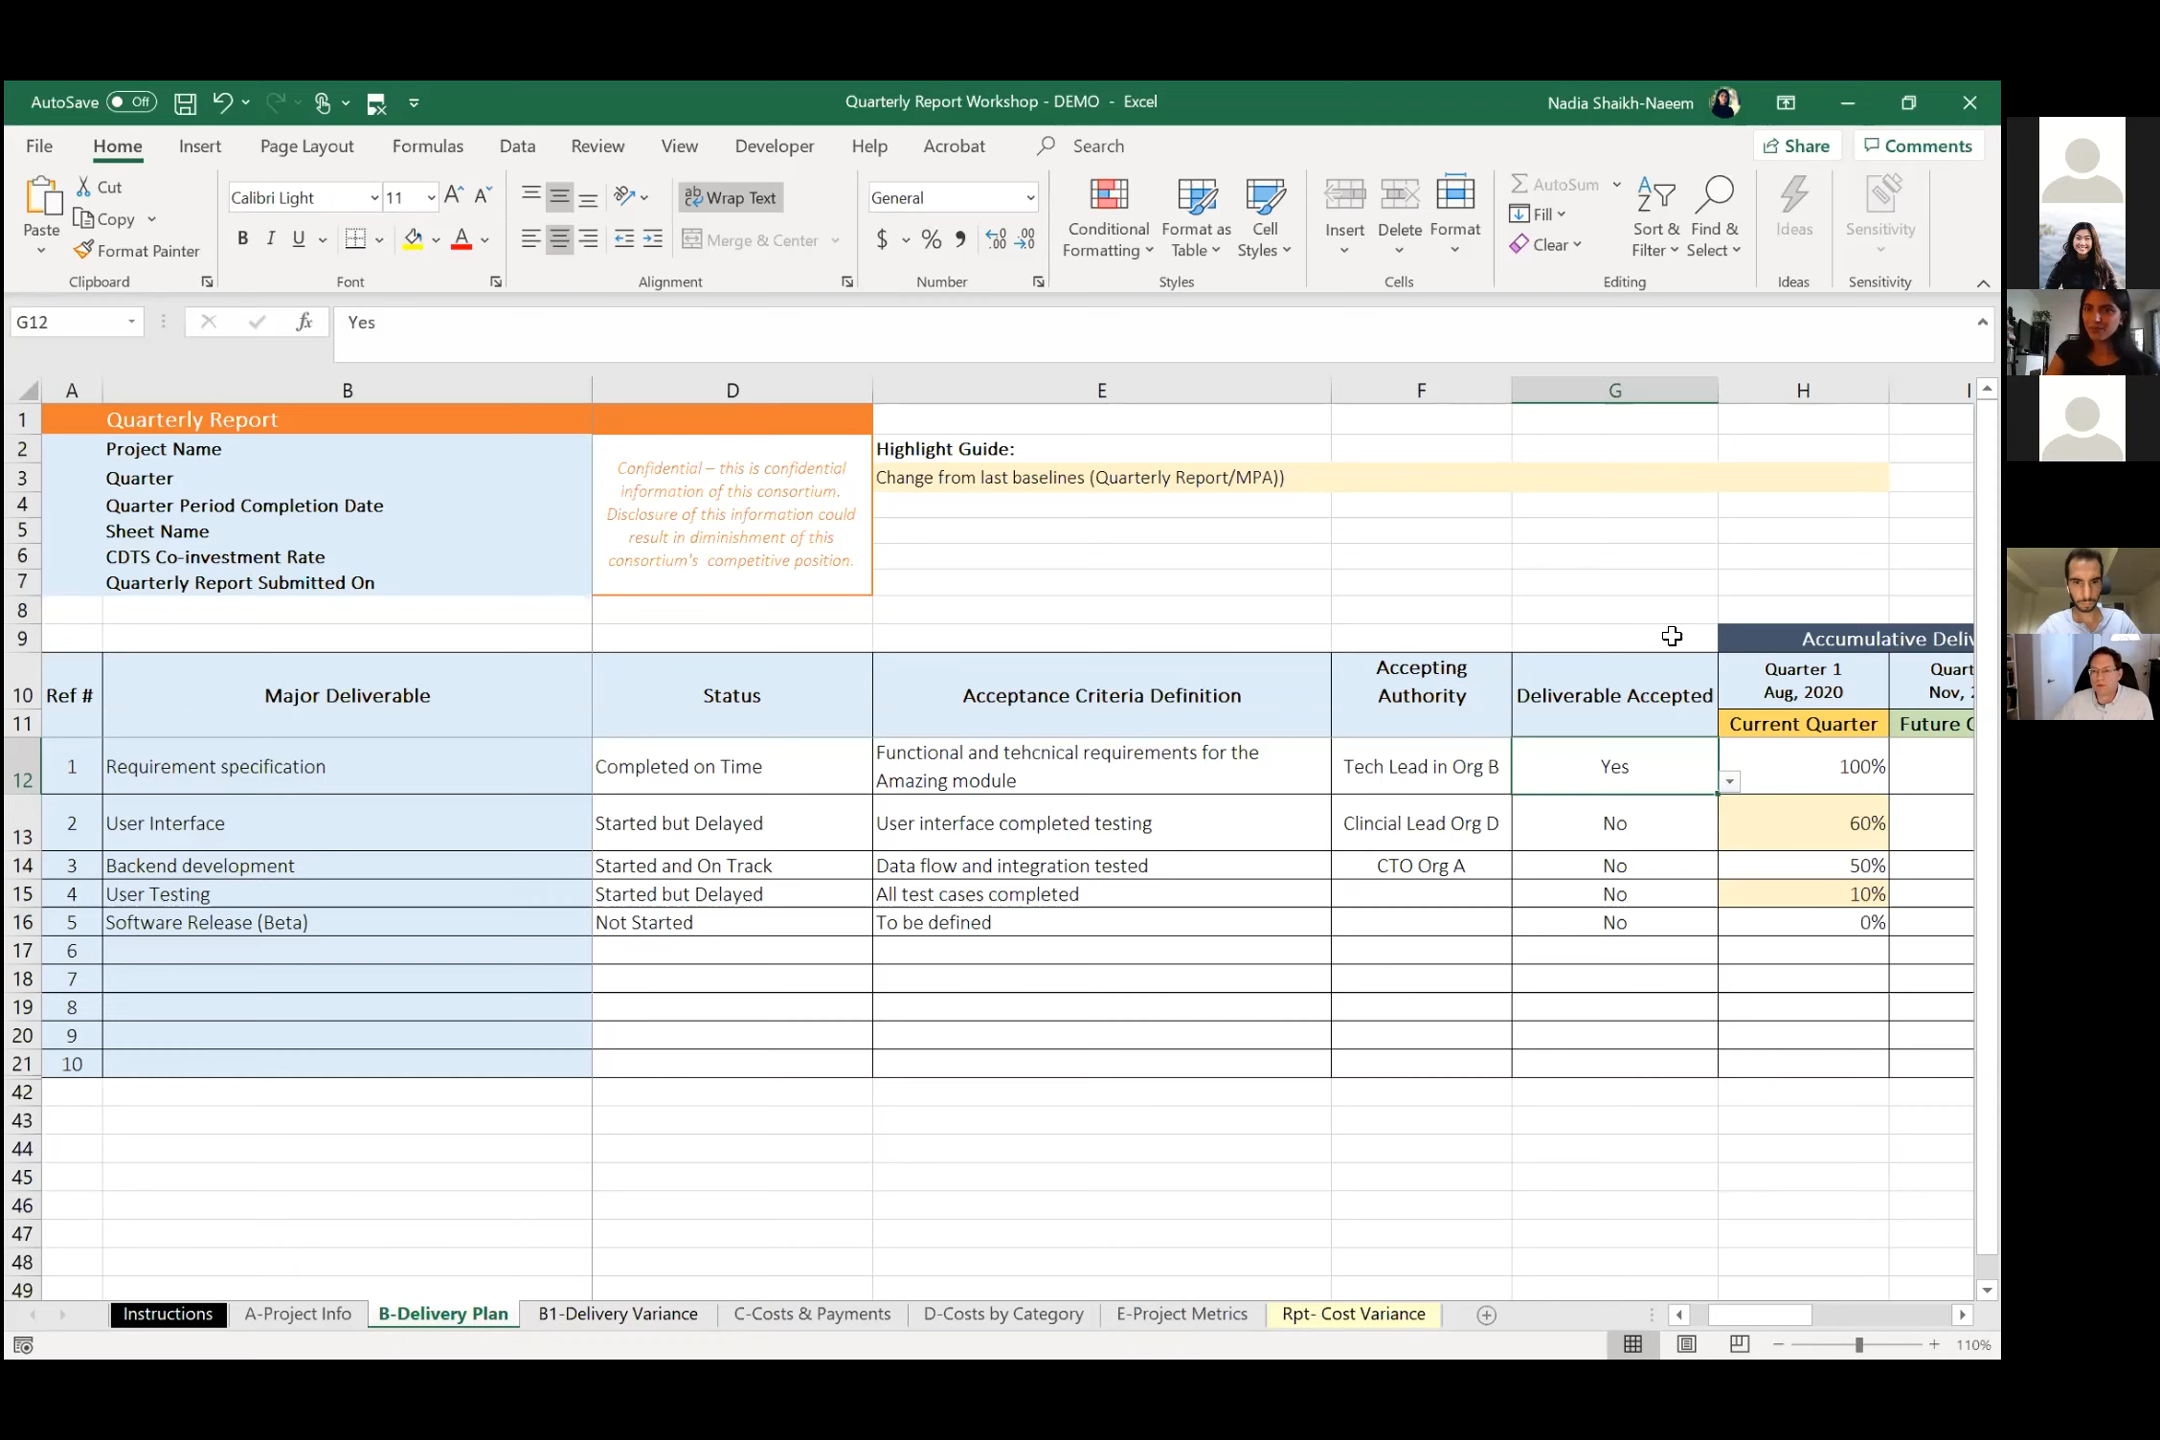 AutoSave Off
Quarterly Report Workshop - DEMO - Excel
Nadia Shaikh-Naeem
File Home Insert Page Layout Formulas Data Review View Developer Help Acrobat Search Share Comments
Paste
Cut
Copy
Format Painter
Clipboard
Calibri Light 11
B I U
Font
Wrap Text
Merge & Center
Alignment
General
$ % ,
Number
Conditional Formatting
Format as Table
Cell Styles
Styles
Insert
Delete
Format
Cells
AutoSum
Fill
Clear
Sort & Filter
Find & Select
Editing
Ideas
Ideas
Sensitivity
Sensitivity
G12 fx Yes
A B D E F G H I
1 Quarterly Report
2 Project Name
3 Quarter
4 Quarter Period Completion Date
5 Sheet Name
6 CDTS Co-investment Rate
7 Quarterly Report Submitted On
Confidential – this is confidential
information of this consortium.
Disclosure of this information could
result in diminishment of this
consortium's competitive position.
Highlight Guide:
Change from last baselines (Quarterly Report/MPA))
8
9 Accumulative Deliv
10 Ref # Major Deliverable Status Acceptance Criteria Definition Accepting Authority Deliverable Accepted Quarter 1 Aug, 2020 Quart Nov, 2
11 Current Quarter Future C
12 1 Requirement specification Completed on Time Functional and tehcnical requirements for the Amazing module Tech Lead in Org B Yes 100%
13 2 User Interface Started but Delayed User interface completed testing Clincial Lead Org D No 60%
14 3 Backend development Started and On Track Data flow and integration tested CTO Org A No 50%
15 4 User Testing Started but Delayed All test cases completed No 10%
16 5 Software Release (Beta) Not Started To be defined No 0%
17 6
18 7
19 8
20 9
21 10
42
43
44
45
46
47
48
49
Instructions A-Project Info B-Delivery Plan B1-Delivery Variance C-Costs & Payments D-Costs by Category E-Project Metrics Rpt- Cost Variance
110%